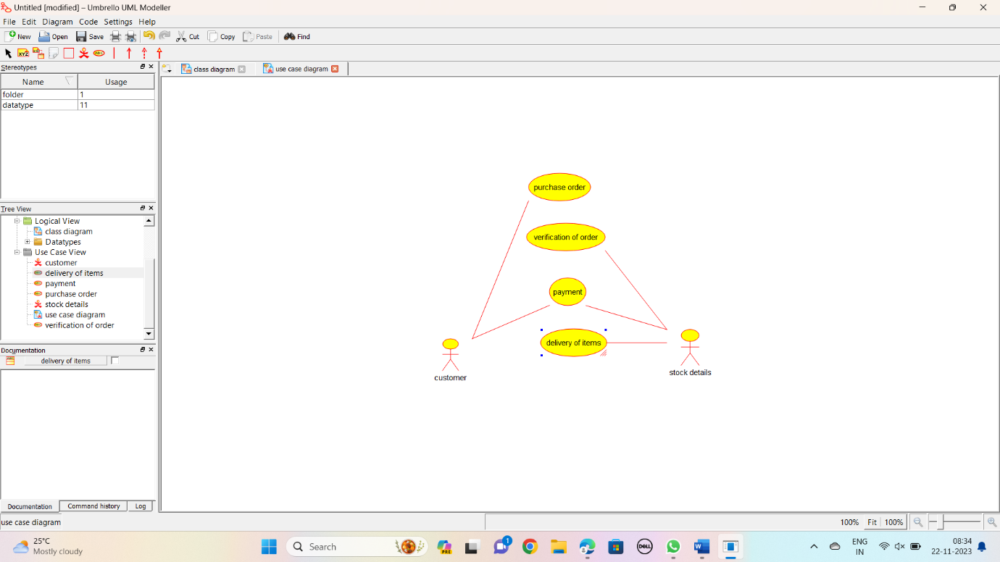 Untitled [modified] – Umbrello UML Modeller
File Edit Diagram Code Settings Help
New Open Save Cut Copy Paste Find
XYZ ABC
Stereotypes
class diagram use case diagram
Name Usage
folder 1
datatype 11
Tree View
Logical View
class diagram
Datatypes
Use Case View
customer
delivery of items
payment
purchase order
stock details
use case diagram
verification of order
Documentation
delivery of items
Documentation Command history Log
purchase order
verification of order
payment
delivery of items
customer
stock details
use case diagram
100% Fit 100%
25°C
Mostly cloudy
Search
PRE
1
DELL
W
ENG
IN
08:34
22-11-2023